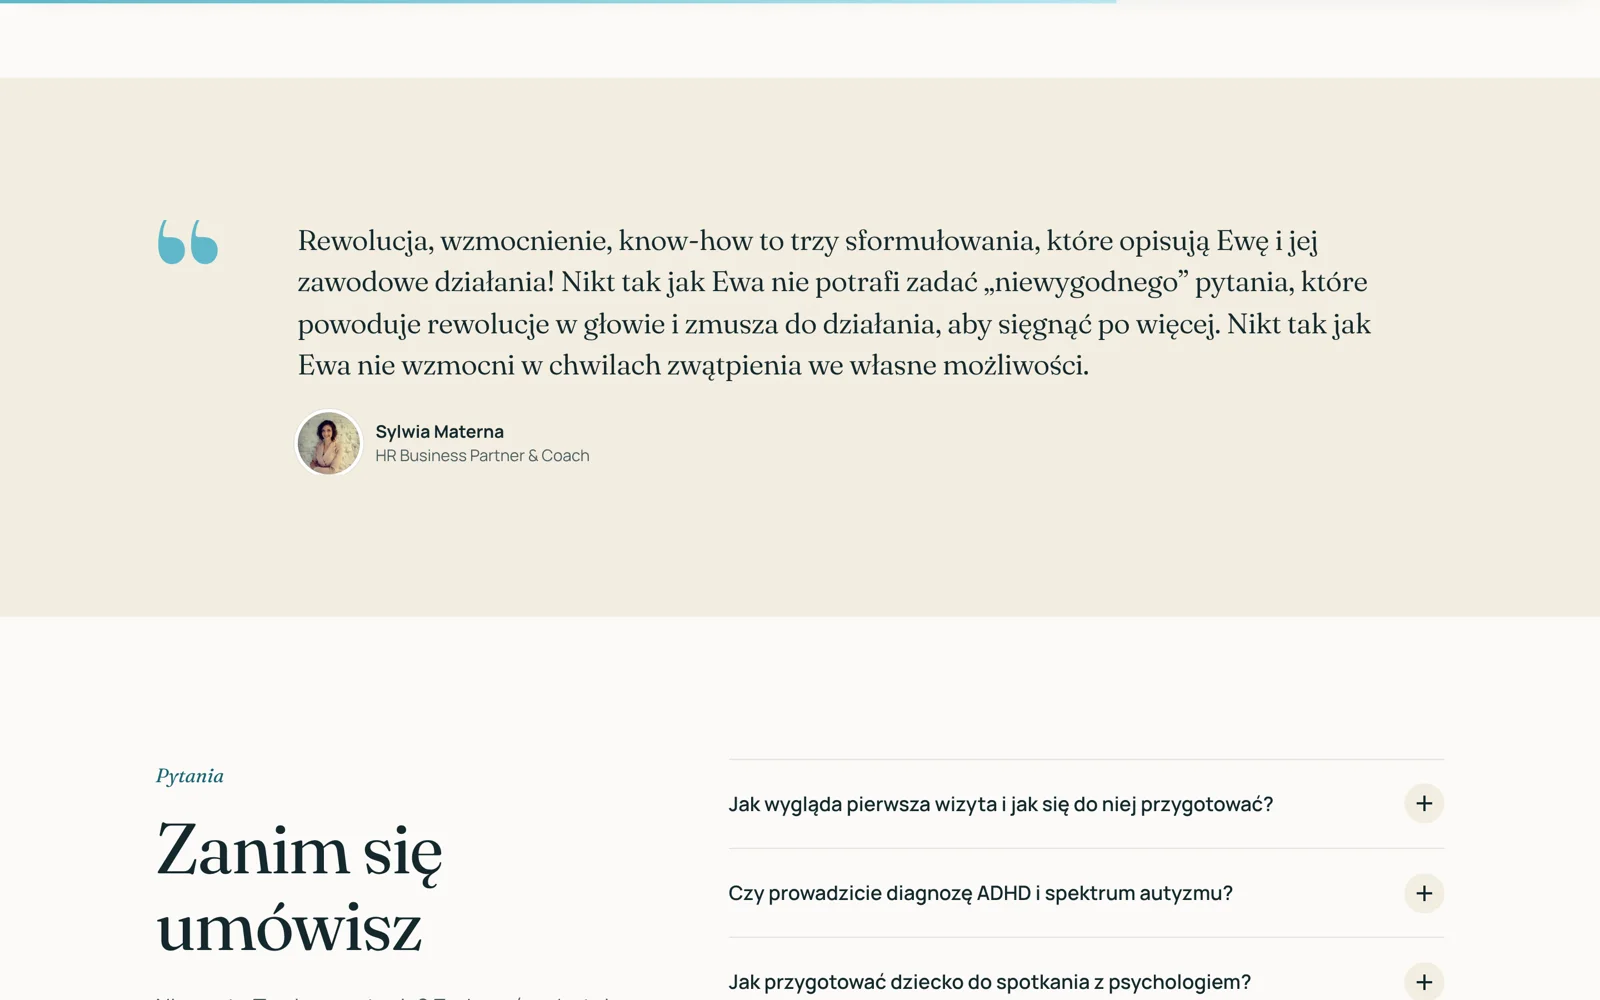 “
Rewolucja, wzmocnienie, know-how to trzy sformułowania, które opisują Ewę i jej
zawodowe działania! Nikt tak jak Ewa nie potrafi zadać „niewygodnego” pytania, które
powoduje rewolucje w głowie i zmusza do działania, aby sięgnąć po więcej. Nikt tak jak
Ewa nie wzmocni w chwilach zwątpienia we własne możliwości.
Sylwia Materna
HR Business Partner & Coach
Pytania
Zanim się
umówisz
Jak wygląda pierwsza wizyta i jak się do niej przygotować?
Czy prowadzicie diagnozę ADHD i spektrum autyzmu?
Jak przygotować dziecko do spotkania z psychologiem?